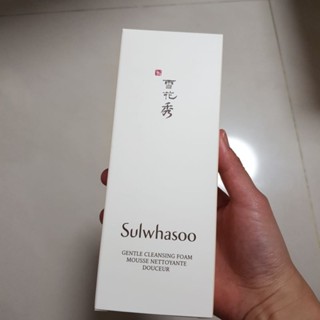 雪花秀
Sulwhasoo
GENTLE CLEANSING FOAM
MOUSSE NETTOYANTE
DOUCEUR